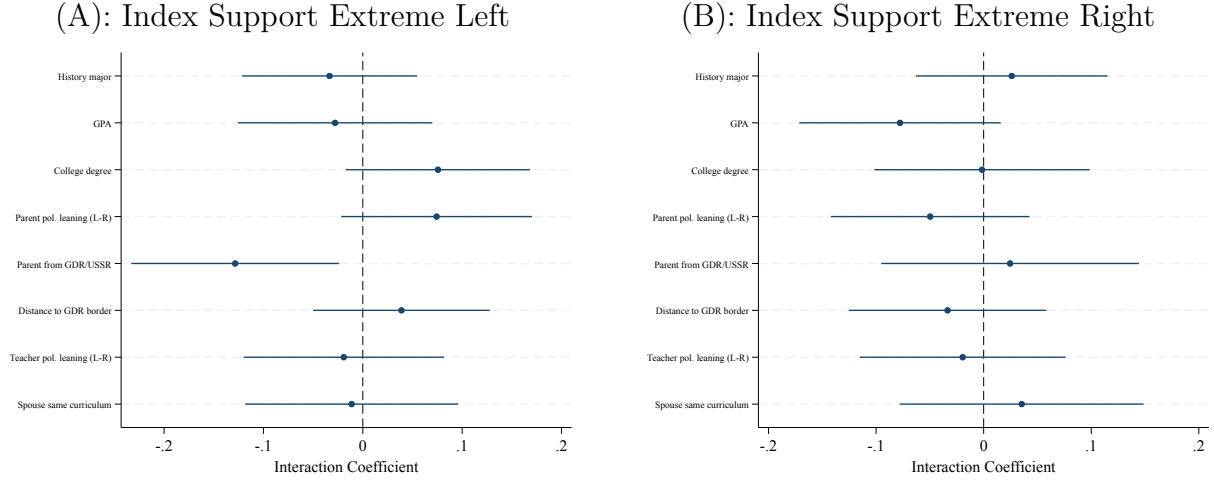 (A): Index Support Extreme Left
History major
GPA
College degree
Parent pol. leaning (L-R)
Parent from GDR/USSR
Distance to GDR border
Teacher pol. leaning (L-R)
Spouse same curriculum
-.2 -.1 0 .1 .2
Interaction Coefficient
(B): Index Support Extreme Right
History major
GPA
College degree
Parent pol. leaning (L-R)
Parent from GDR/USSR
Distance to GDR border
Teacher pol. leaning (L-R)
Spouse same curriculum
-.2 -.1 0 .1 .2
Interaction Coefficient